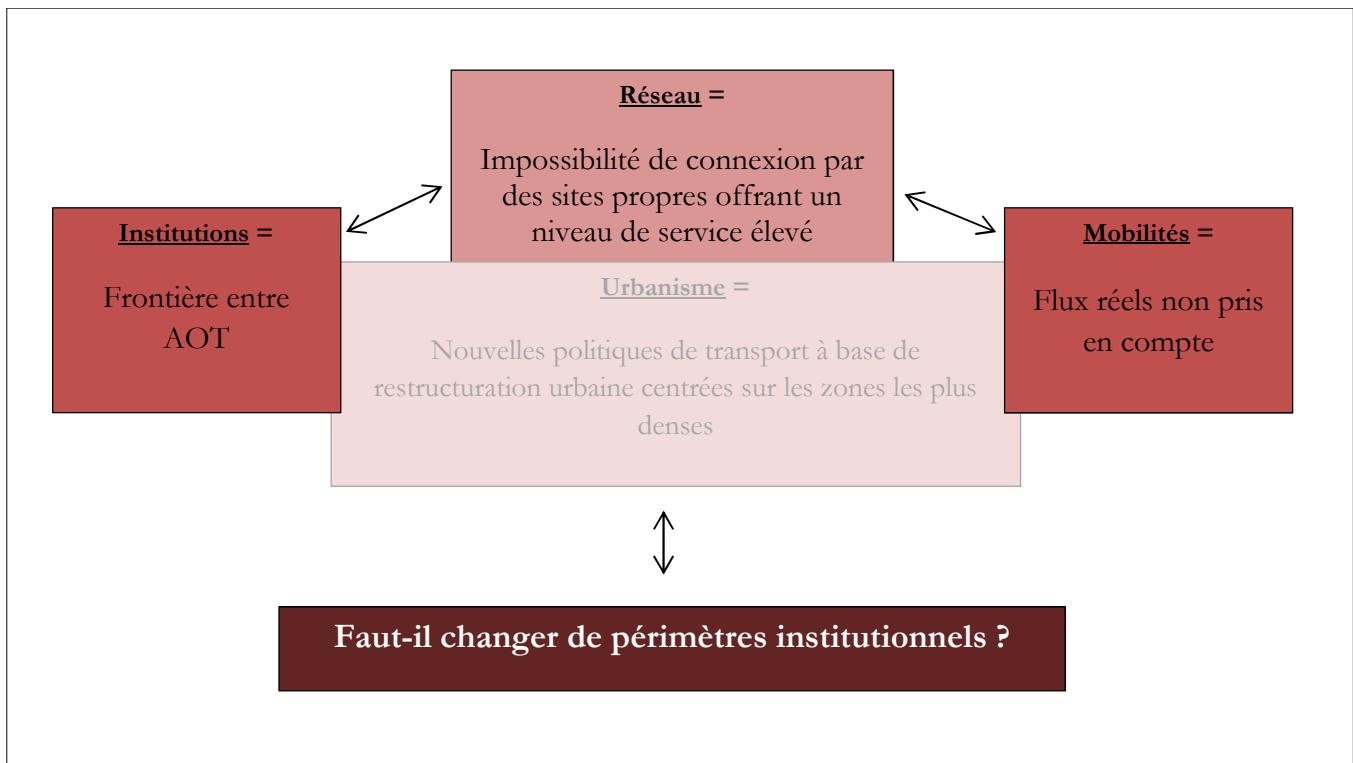 Réseau =
Impossibilité de connexion par
des sites propres offrant un
niveau de service élevé
Institutions =
Frontière entre
AOT
Mobilités =
Flux réels non pris
en compte
Urbanisme =
Nouvelles politiques de transport à base de
restructuration urbaine centrées sur les zones les plus
denses
Faut-il changer de périmètres institutionnels ?